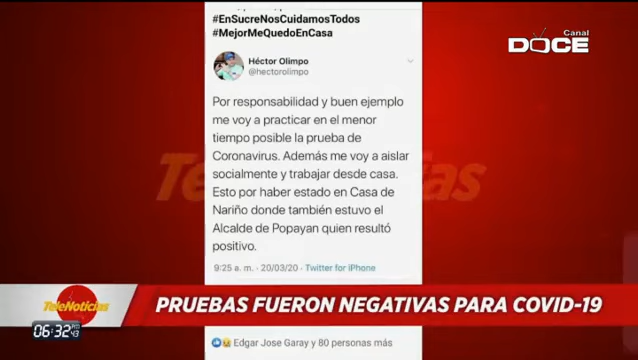 #EnSucreNosCuidamosTodos
#MejorMeQuedoEnCasa
Canal
DOCE
Héctor Olimpo
@hectorolimpo
Por responsabilidad y buen ejemplo
me voy a practicar en el menor
tiempo posible la prueba de
Coronavirus. Además me voy a aislar
socialmente y trabajar desde casa.
Esto por haber estado en Casa de
Nariño donde también estuvo el
Alcalde de Popayan quien resultó
positivo.
9:25 a. m. · 20/03/20 · Twitter for iPhone
TeleNoticias
TeleNoticias
PRUEBAS FUERON NEGATIVAS PARA COVID-19
06:32
43
Edgar Jose Garay y 80 personas más